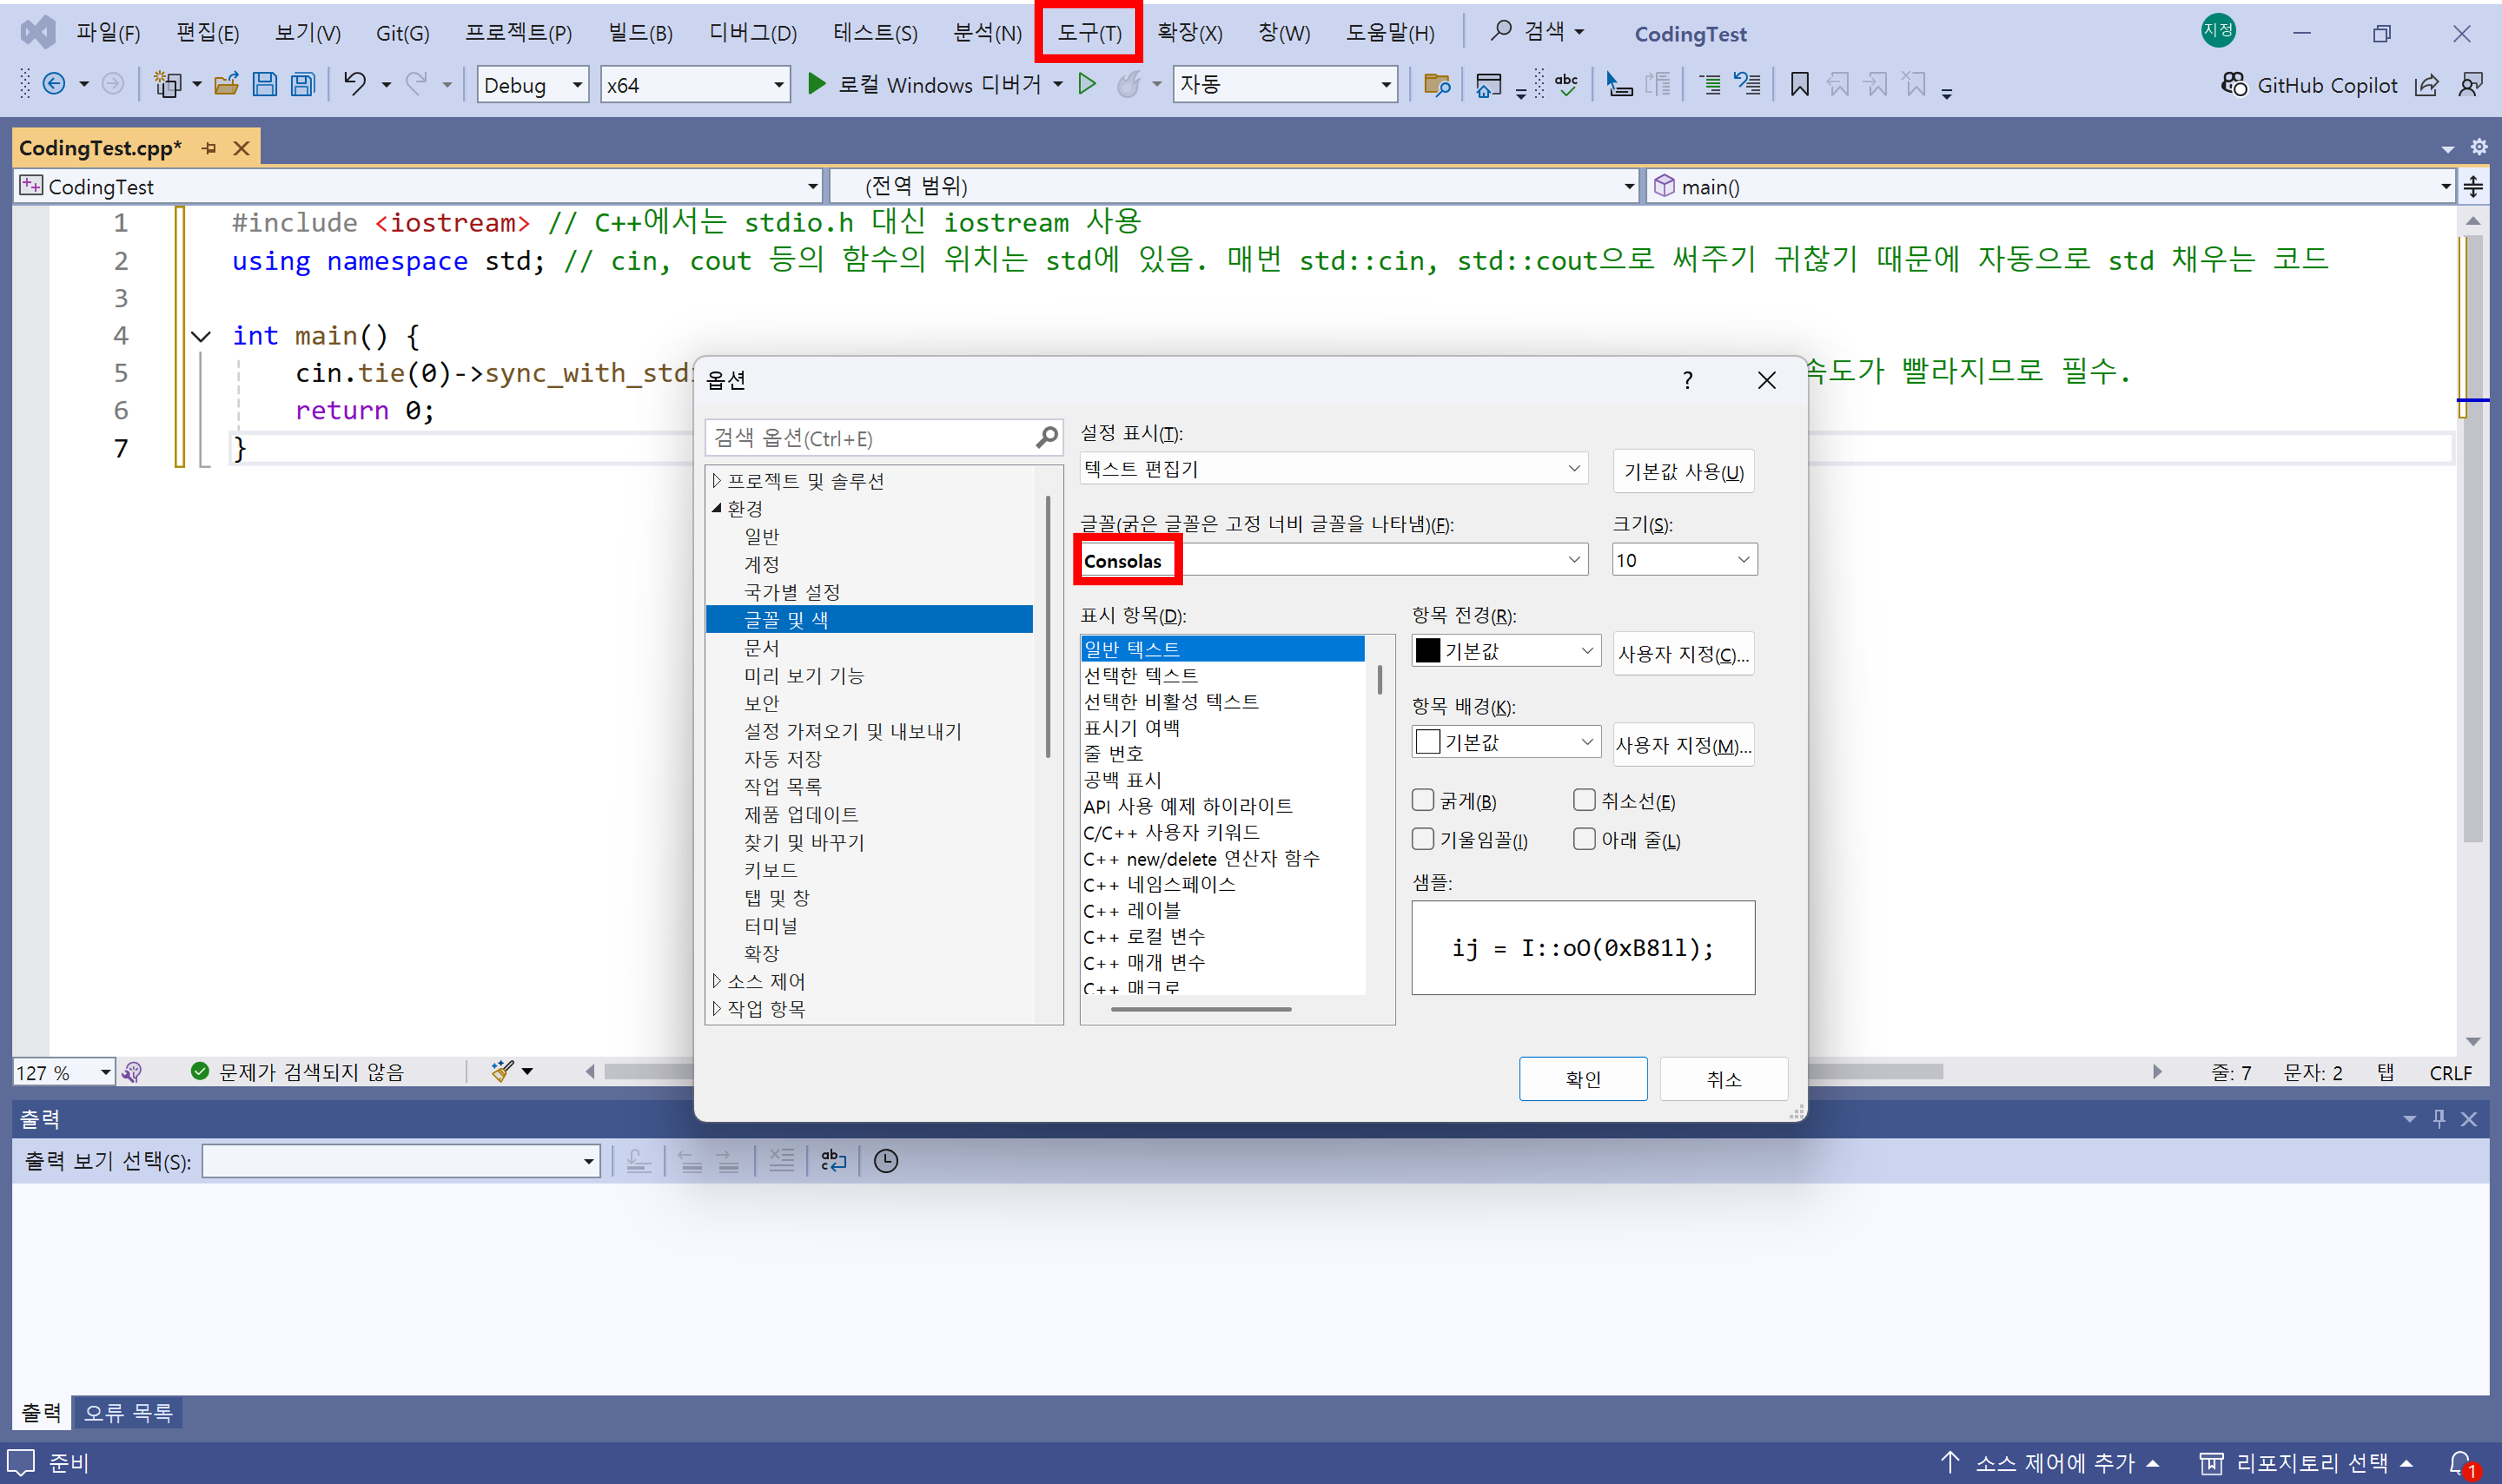 파일(F) 편집(E) 보기(V) Git(G) 프로젝트(P) 빌드(B) 디버그(D) 테스트(S) 분석(N) 도구(T) 확장(X) 창(W) 도움말(H) 검색 CodingTest 지정
Debug x64 로컬 Windows 디버거 자동 abc GitHub Copilot
CodingTest.cpp*
CodingTest (전역 범위) main()
1 #include <iostream> // C++에서는 stdio.h 대신 iostream 사용
2 using namespace std; // cin, cout 등의 함수의 위치는 std에 있음. 매번 std::cin, std::cout으로 써주기 귀찮기 때문에 자동으로 std 채우는 코드
3
4 int main() {
5 cin.tie(0)->sync_with_std 속도가 빨라지므로 필수.
6 return 0;
7 }
옵션 ?
검색 옵션(Ctrl+E)
프로젝트 및 솔루션
환경
일반
계정
국가별 설정
글꼴 및 색
문서
미리 보기 기능
보안
설정 가져오기 및 내보내기
자동 저장
작업 목록
제품 업데이트
찾기 및 바꾸기
키보드
탭 및 창
터미널
확장
소스 제어
작업 항목
설정 표시(T):
텍스트 편집기 기본값 사용(U)
글꼴(굵은 글꼴은 고정 너비 글꼴을 나타냄)(F): 크기(S):
Consolas 10
표시 항목(D):
일반 텍스트
선택한 텍스트
선택한 비활성 텍스트
표시기 여백
줄 번호
공백 표시
API 사용 예제 하이라이트
C/C++ 사용자 키워드
C++ new/delete 연산자 함수
C++ 네임스페이스
C++ 레이블
C++ 로컬 변수
C++ 매개 변수
C++ 매크로
항목 전경(R):
기본값 사용자 지정(C)...
항목 배경(K):
기본값 사용자 지정(M)...
굵게(B) 취소선(E)
기울임꼴(I) 아래 줄(L)
샘플:
ij = I::oO(0xB81l);
확인 취소
127 % 문제가 검색되지 않음 줄: 7 문자: 2 탭 CRLF
출력
출력 보기 선택(S):
출력 오류 목록
준비 소스 제어에 추가 리포지토리 선택 1